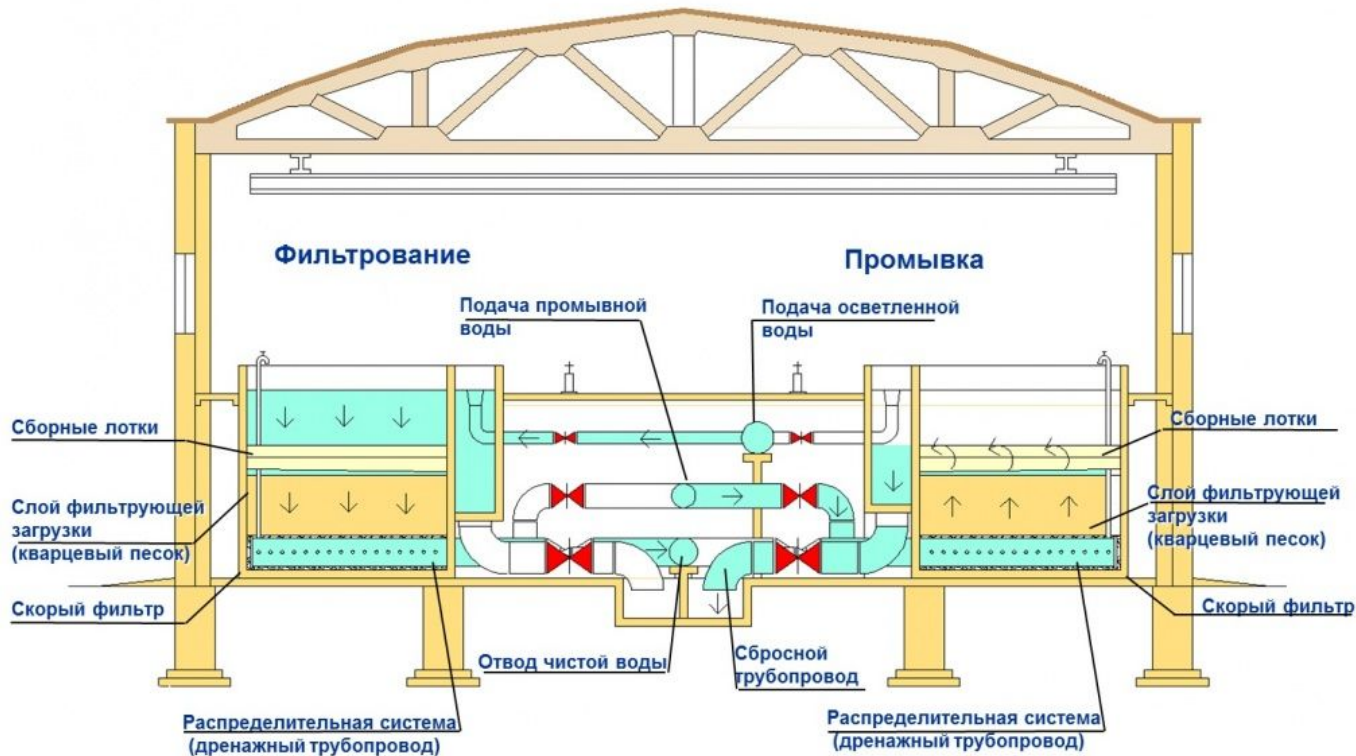 Фильтрование
Промывка
Подача промывной
воды
Подача осветленной
воды
Сборные лотки
Сборные лотки
Слой фильтрующей
загрузки
(кварцевый песок)
Слой фильтрующей
загрузки
(кварцевый песок)
Скорый фильтр
Скорый фильтр
Отвод чистой воды
Сбросной
трубопровод
Распределительная система
(дренажный трубопровод)
Распределительная система
(дренажный трубопровод)